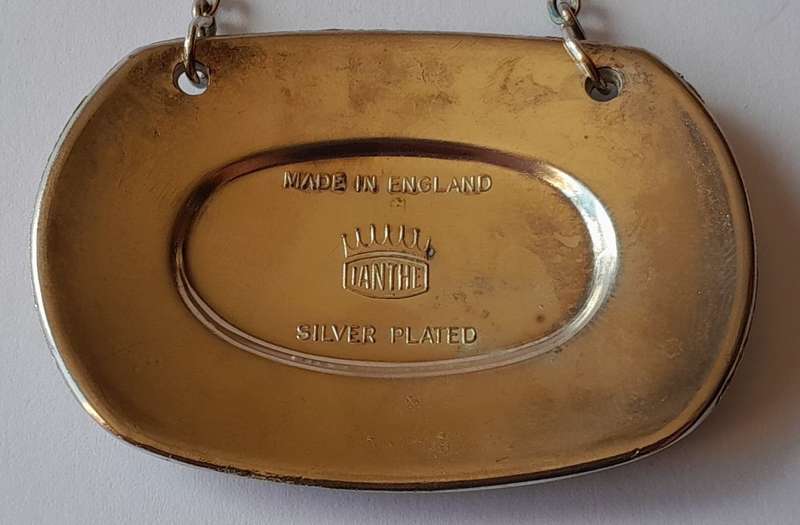 MADE IN ENGLAND
IANTHE
SILVER PLATED